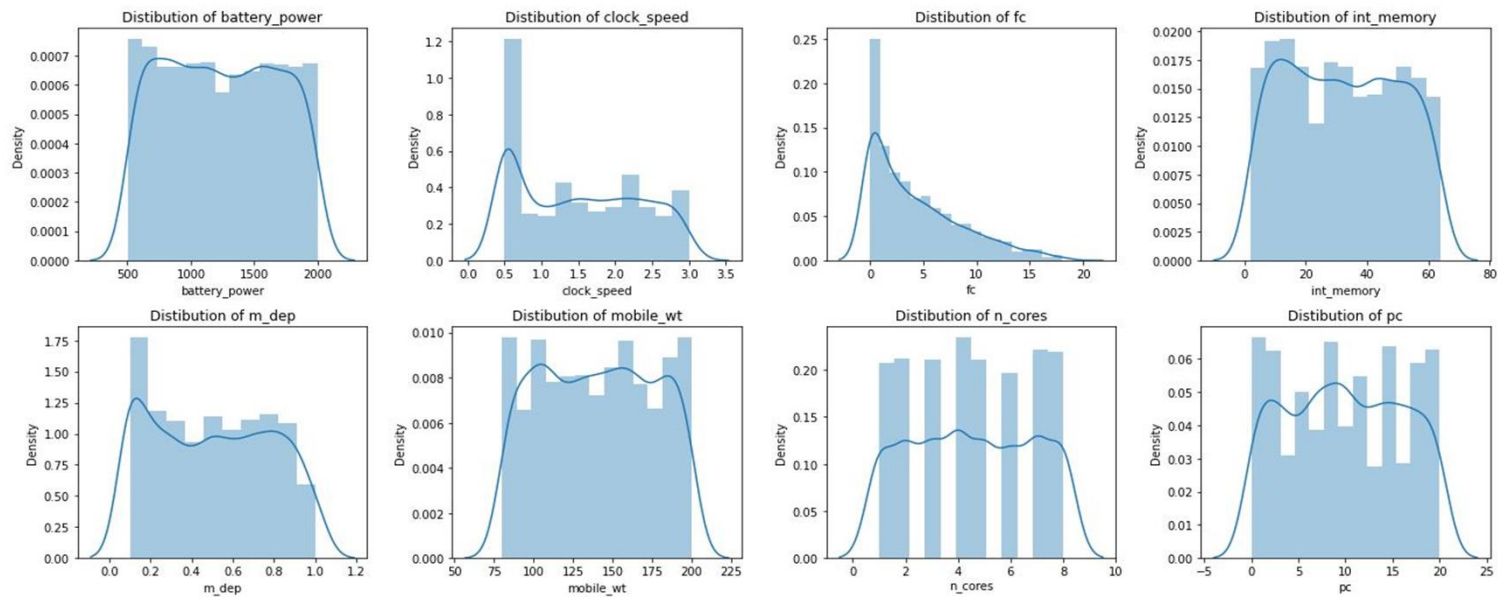 Distibution of battery_power
0.0007
0.0006
0.0005
0.0004
0.0003
0.0002
0.0001
0.0000
Density
500 1000 1500 2000
battery_power
Distibution of clock_speed
1.2
1.0
0.8
0.6
0.4
0.2
0.0
Density
0.0 0.5 1.0 1.5 2.0 2.5 3.0 3.5
clock_speed
Distibution of fc
0.25
0.20
0.15
0.10
0.05
0.00
Density
0 5 10 15 20
fc
Distibution of int_memory
0.0200
0.0175
0.0150
0.0125
0.0100
0.0075
0.0050
0.0025
0.0000
Density
0 20 40 60 80
int_memory
Distibution of m_dep
1.75
1.50
1.25
1.00
0.75
0.50
0.25
0.00
Density
0.0 0.2 0.4 0.6 0.8 1.0 1.2
m_dep
Distibution of mobile_wt
0.010
0.008
0.006
0.004
0.002
0.000
Density
50 75 100 125 150 175 200 225
mobile_wt
Distibution of n_cores
0.20
0.15
0.10
0.05
0.00
Density
0 2 4 6 8 10
n_cores
Distibution of pc
0.06
0.05
0.04
0.03
0.02
0.01
0.00
Density
−5 0 5 10 15 20 25
pc